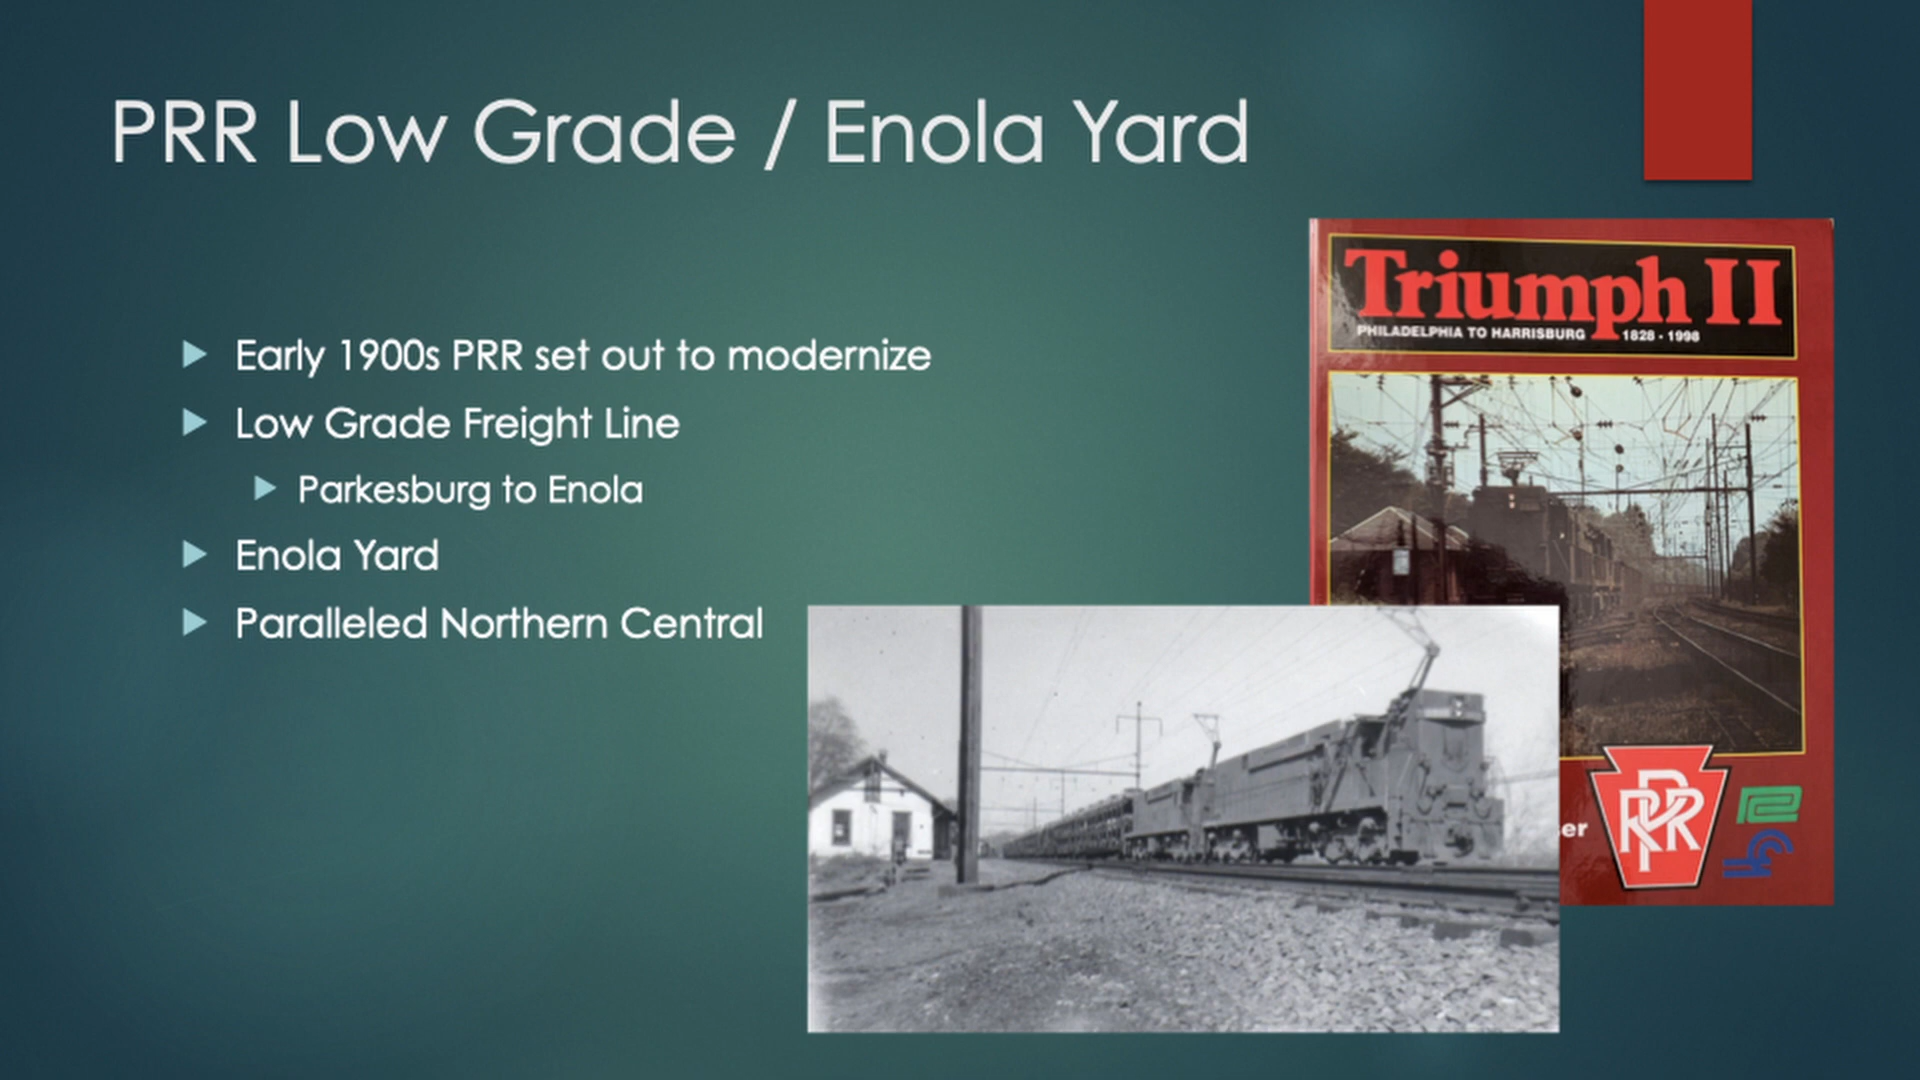 PRR Low Grade / Enola Yard
Early 1900s PRR set out to modernize
Low Grade Freight Line
Parkesburg to Enola
Enola Yard
Paralleled Northern Central
Triumph II
PHILADELPHIA TO HARRISBURG 1828 - 1998
er
PRR